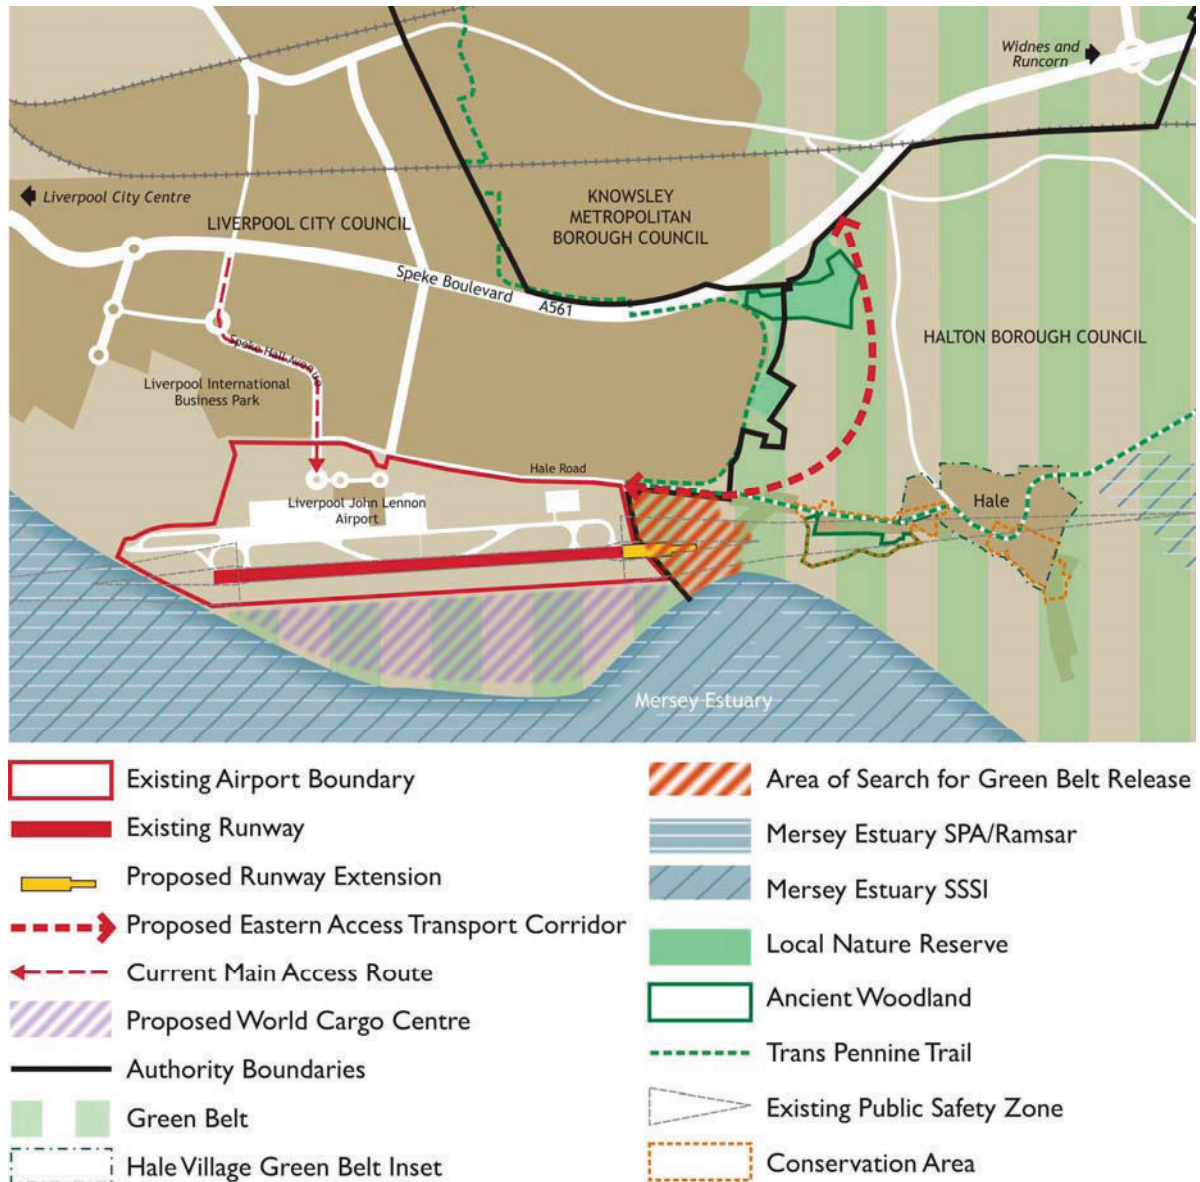 Widnes and
Runcorn
Liverpool City Centre
LIVERPOOL CITY COUNCIL
KNOWSLEY
METROPOLITAN
BOROUGH COUNCIL
Speke Boulevard
A561
HALTON BOROUGH COUNCIL
Speke Hall Avenue
Liverpool International
Business Park
Hale Road
Liverpool John Lennon
Airport
Hale
Mersey Estuary
Existing Airport Boundary
Existing Runway
Proposed Runway Extension
Proposed Eastern Access Transport Corridor
Current Main Access Route
Proposed World Cargo Centre
Authority Boundaries
Green Belt
Hale Village Green Belt Inset
Area of Search for Green Belt Release
Mersey Estuary SPA/Ramsar
Mersey Estuary SSSI
Local Nature Reserve
Ancient Woodland
Trans Pennine Trail
Existing Public Safety Zone
Conservation Area